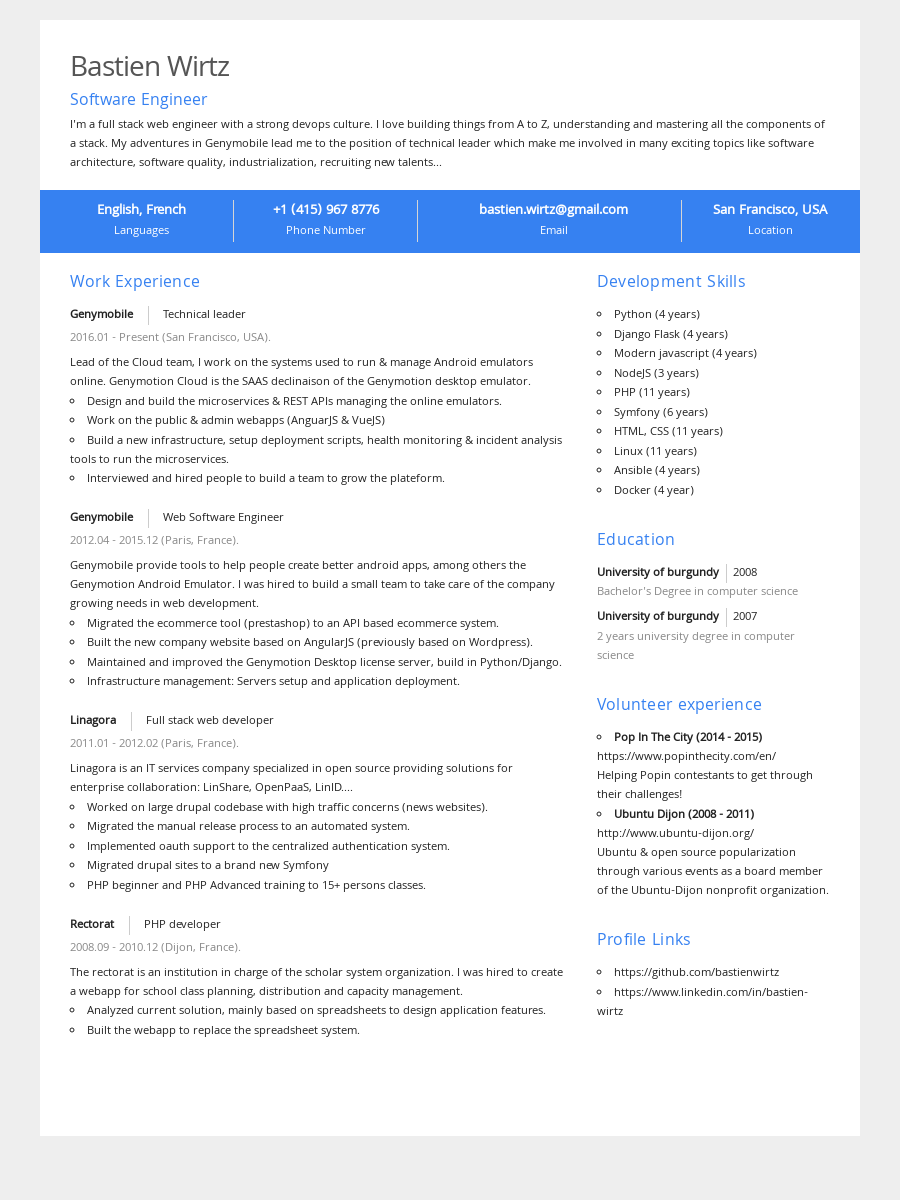 Bastien Wirtz
Software Engineer
I'm a full stack web engineer with a strong devops culture. I love building things from A to Z, understanding and mastering all the components of
a stack. My adventures in Genymobile lead me to the position of technical leader which make me involved in many exciting topics like software
architecture, software quality, industrialization, recruiting new talents...
English, French
Languages
+1 (415) 967 8776
Phone Number
bastien.wirtz@gmail.com
Email
San Francisco, USA
Location
Work Experience
Genymobile Technical leader
2016.01 - Present (San Francisco, USA).
Lead of the Cloud team, I work on the systems used to run & manage Android emulators
online. Genymotion Cloud is the SAAS declinaison of the Genymotion desktop emulator.
Design and build the microservices & REST APIs managing the online emulators.
Work on the public & admin webapps (AnguarJS & VueJS)
Build a new infrastructure, setup deployment scripts, health monitoring & incident analysis
tools to run the microservices.
Interviewed and hired people to build a team to grow the plateform.
Genymobile Web Software Engineer
2012.04 - 2015.12 (Paris, France).
Genymobile provide tools to help people create better android apps, among others the
Genymotion Android Emulator. I was hired to build a small team to take care of the company
growing needs in web development.
Migrated the ecommerce tool (prestashop) to an API based ecommerce system.
Built the new company website based on AngularJS (previously based on Wordpress).
Maintained and improved the Genymotion Desktop license server, build in Python/Django.
Infrastructure management: Servers setup and application deployment.
Linagora Full stack web developer
2011.01 - 2012.02 (Paris, France).
Linagora is an IT services company specialized in open source providing solutions for
enterprise collaboration: LinShare, OpenPaaS, LinID....
Worked on large drupal codebase with high traffic concerns (news websites).
Migrated the manual release process to an automated system.
Implemented oauth support to the centralized authentication system.
Migrated drupal sites to a brand new Symfony
PHP beginner and PHP Advanced training to 15+ persons classes.
Rectorat PHP developer
2008.09 - 2010.12 (Dijon, France).
The rectorat is an institution in charge of the scholar system organization. I was hired to create
a webapp for school class planning, distribution and capacity management.
Analyzed current solution, mainly based on spreadsheets to design application features.
Built the webapp to replace the spreadsheet system.
Development Skills
Python (4 years)
Django Flask (4 years)
Modern javascript (4 years)
NodeJS (3 years)
PHP (11 years)
Symfony (6 years)
HTML, CSS (11 years)
Linux (11 years)
Ansible (4 years)
Docker (4 year)
Education
University of burgundy 2008
Bachelor's Degree in computer science
University of burgundy 2007
2 years university degree in computer
science
Volunteer experience
Pop In The City (2014 - 2015)
https://www.popinthecity.com/en/
Helping Popin contestants to get through
their challenges!
Ubuntu Dijon (2008 - 2011)
http://www.ubuntu-dijon.org/
Ubuntu & open source popularization
through various events as a board member
of the Ubuntu-Dijon nonprofit organization.
Profile Links
https://github.com/bastienwirtz
https://www.linkedin.com/in/bastien-
wirtz